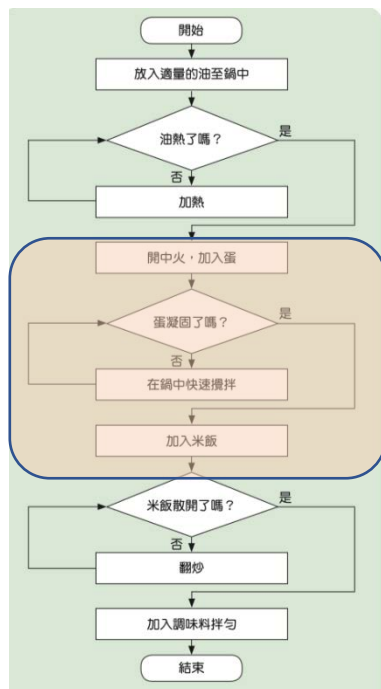 開始
放入適量的油至鍋中
油熱了嗎？
是
否
加熱
開中火，加入蛋
蛋凝固了嗎？
是
否
在鍋中快速攪拌
加入米飯
米飯散開了嗎？
是
否
翻炒
加入調味料拌勻
結束